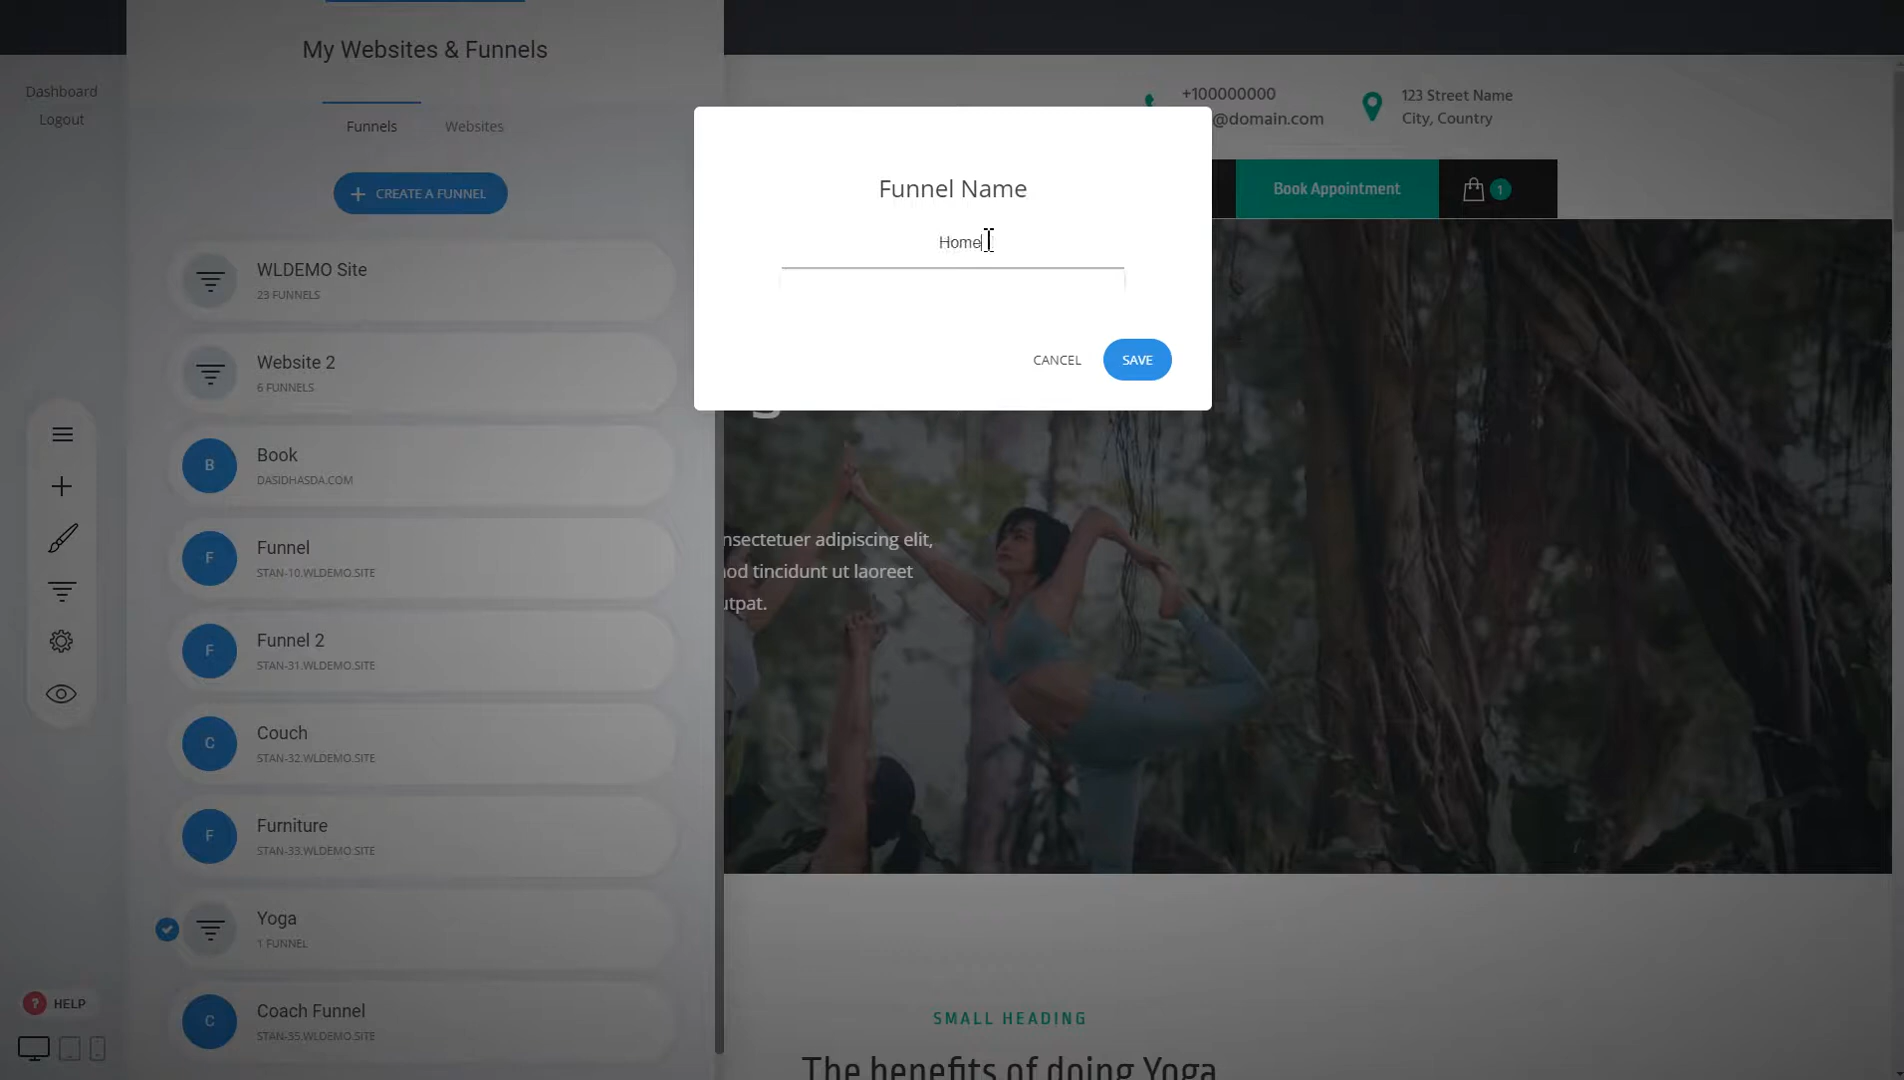 My Websites & Funnels
Dashboard
Logout
Funnels
Websites
CREATE A FUNNEL
WLDEMO Site
23 FUNNELS
Website 2
6 FUNNELS
B
Book
DASIDHASDA.COM
F
Funnel
STAN-10.WLDEMO.SITE
F
Funnel 2
STAN-31.WLDEMO.SITE
C
Couch
STAN-32.WLDEMO.SITE
F
Furniture
STAN-33.WLDEMO.SITE
Yoga
1 FUNNEL
C
Coach Funnel
STAN-35.WLDEMO.SITE
? HELP
Funnel Name
Home
CANCEL
SAVE
+100000000
@domain.com
123 Street Name
City, Country
Book Appointment
1
nsectetuer adipiscing elit,
od tincidunt ut laoreet
utpat.
SMALL HEADING
The benefits of doing Yoga